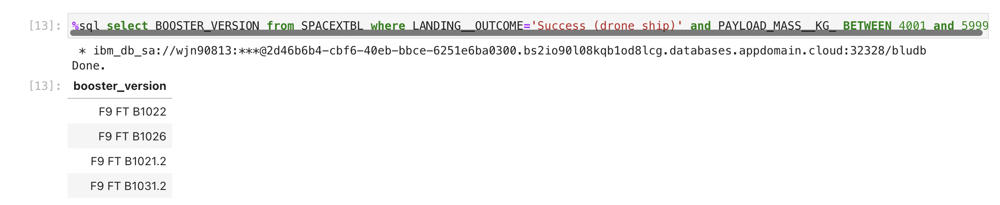 [13]: %sql select BOOSTER_VERSION from SPACEXTBL where LANDING__OUTCOME='Success (drone ship)' and PAYLOAD_MASS__KG_ BETWEEN 4001 and 5999
* ibm_db_sa://wjn90813:***@2d46b6b4-cbf6-40eb-bbce-6251e6ba0300.bs2io90l08kqb1od8lcg.databases.appdomain.cloud:32328/bludb
Done.
[13]: booster_version
F9 FT B1022
F9 FT B1026
F9 FT B1021.2
F9 FT B1031.2